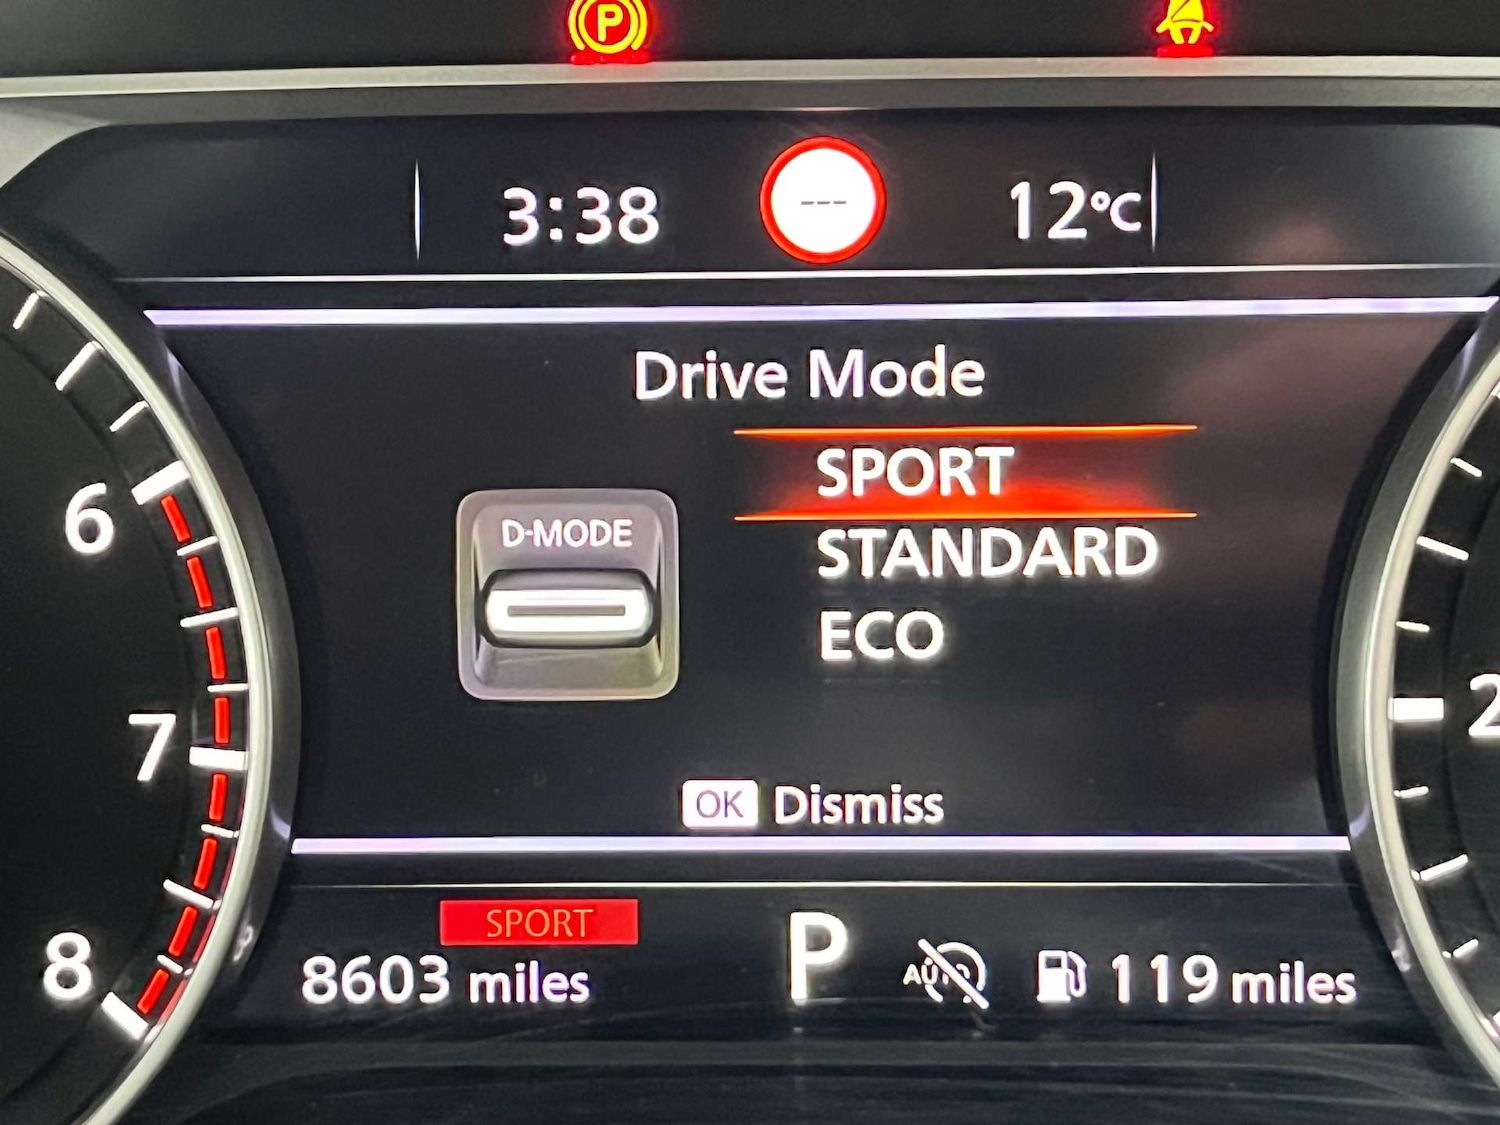 P
3:38
---
12°C
Drive Mode
SPORT
D-MODE
STANDARD
ECO
6
7
8
2
OK Dismiss
SPORT
8603 miles
P
AUTO
119 miles